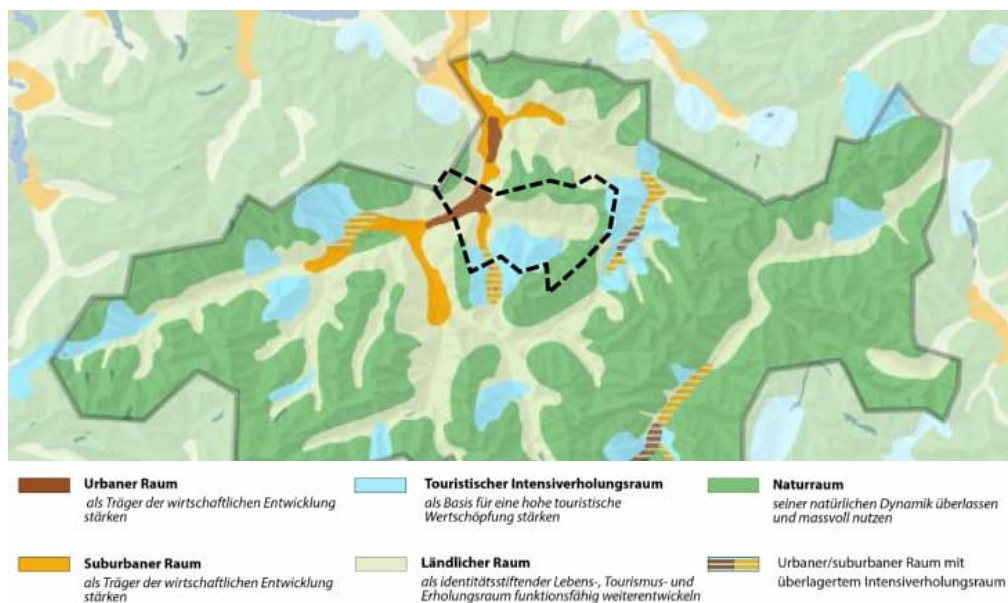 Urbaner Raum
als Träger der wirtschaftlichen Entwicklung
stärken
Touristischer Intensiverholungsraum
als Basis für eine hohe touristische
Wertschöpfung stärken
Naturraum
seiner natürlichen Dynamik überlassen
und massvoll nutzen
Suburbaner Raum
als Träger der wirtschaftlichen Entwicklung
stärken
Ländlicher Raum
als identitätsstiftender Lebens-, Tourismus- und
Erholungsraum funktionsfähig weiterentwickeln
Urbaner/suburbaner Raum mit
überlagertem Intensiverholungsraum